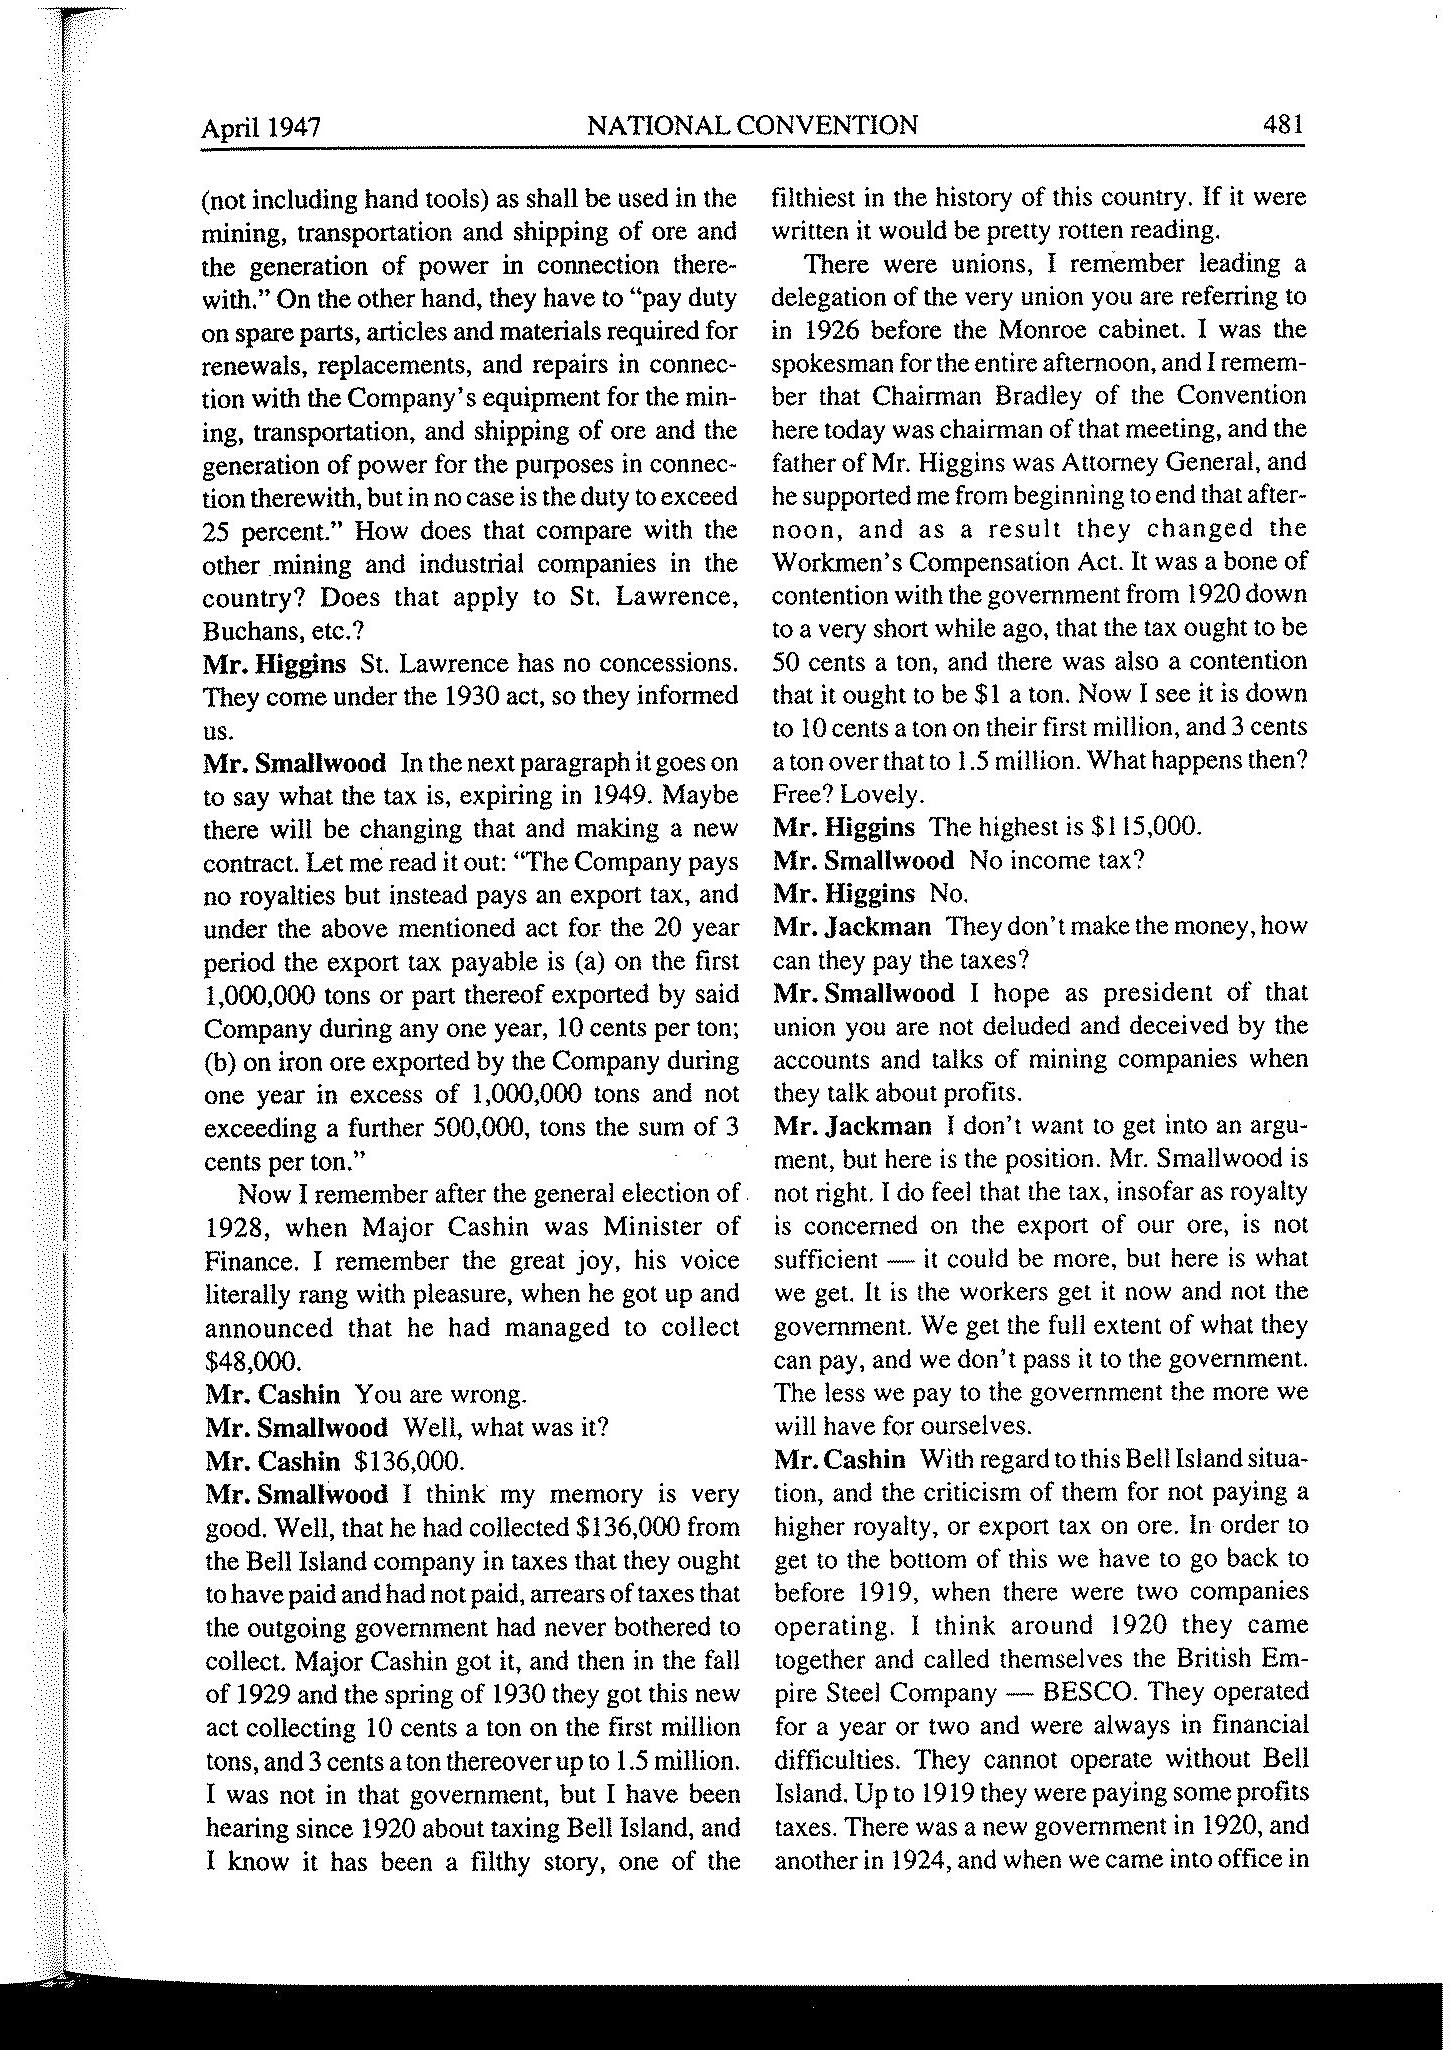 April 1947 NATIONAL CONVENTION 481
(not including hand tools) as shall be used in the
mining, transportation and shipping of ore and
the generation of power in connection there-
with.” On the other hand, they have to “pay duty
on spare parts, articles and materials required for
renewals, replacements, and repairs in connec-
tion with the Company's equipment for the min-
ing, transportation, and shipping of ore and the
generation of power for the purposes in connec-
tion therewith, but in no case is the duty to exceed
25 percent.” How does that compare with the
other mining and industrial companies in the
country? Does that apply to St. Lawrence,
Buchans, etc.?
Mr. Higgins St. Lawrence has no concessions.
They come under the 1930 act, so they informed
us.
Mr. Smallwood In the next paragraph it goes on
to say what the tax is, expiring in 1949. Maybe
there will be changing that and making a new
contract. Let me read it out: “The Company pays
no royalties but instead pays an export tax, and
under the above mentioned act for the 20 year
period the export tax payable is (a) on the first
1,000,000 tons or part thereof exported by said
Company during any one year, 10 cents per ton;
(b) on iron ore exported by the Company during
one year in excess of 1,000,000 tons and not
exceeding a further 500,000, tons the sum of 3
cents per ton.”
Now I remember after the general election of
1928, when Major Cashin was Minister of
Finance. I remember the great joy, his voice
literally rang with pleasure, when he got up and
announced that he had managed to collect
$48,000.
Mr. Cashin You are wrong.
Mr. Smallwood Well, what was it?
Mr. Cashin $136,000.
Mr. Smallwood I think my memory is very
good. Well, that he had collected $136,000 from
the Bell Island company in taxes that they ought
to have paid and had not paid, arrears of taxes that
the outgoing government had never bothered to
collect. Major Cashin got it, and then in the fall
of 1929 and the spring of 1930 they got this new
act collecting 10 cents a ton on the first million
tons, and 3 cents a ton thereover up to 1.5 million.
I was not in that government, but I have been
hearing since 1920 about taxing Bell Island, and
I know it has been a filthy story, one of the
filthiest in the history of this country. If it were
written it would be pretty rotten reading.
There were unions, I remember leading a
delegation of the very union you are referring to
in 1926 before the Monroe cabinet. I was the
spokesman for the entire afternoon, and I remem-
ber that Chairman Bradley of the Convention
here today was chairman of that meeting, and the
father of Mr. Higgins was Attorney General, and
he supported me from beginning to end that after-
noon, and as a result they changed the
Workmen's Compensation Act. It was a bone of
contention with the government from 1920 down
to a very short while ago, that the tax ought to be
50 cents a ton, and there was also a contention
that it ought to be $1 a ton. Now I see it is down
to 10 cents a ton on their first million, and 3 cents
a ton over that to 1.5 million. What happens then?
Free? Lovely.
Mr. Higgins The highest is $115,000.
Mr. Smallwood No income tax?
Mr. Higgins No.
Mr. Jackman They don't make the money, how
can they pay the taxes?
Mr. Smallwood I hope as president of that
union you are not deluded and deceived by the
accounts and talks of mining companies when
they talk about profits.
Mr. Jackman I don't want to get into an argu-
ment, but here is the position. Mr. Smallwood is
not right. I do feel that the tax, insofar as royalty
is concerned on the export of our ore, is not
sufficient — it could be more, but here is what
we get. It is the workers get it now and not the
government. We get the full extent of what they
can pay, and we don't pass it to the government.
The less we pay to the government the more we
will have for ourselves.
Mr. Cashin With regard to this Bell Island situa-
tion, and the criticism of them for not paying a
higher royalty, or export tax on ore. In order to
get to the bottom of this we have to go back to
before 1919, when there were two companies
operating. I think around 1920 they came
together and called themselves the British Em-
pire Steel Company — BESCO. They operated
for a year or two and were always in financial
difficulties. They cannot operate without Bell
Island. Up to 1919 they were paying some profits
taxes. There was a new government in 1920, and
another in 1924, and when we came into office in